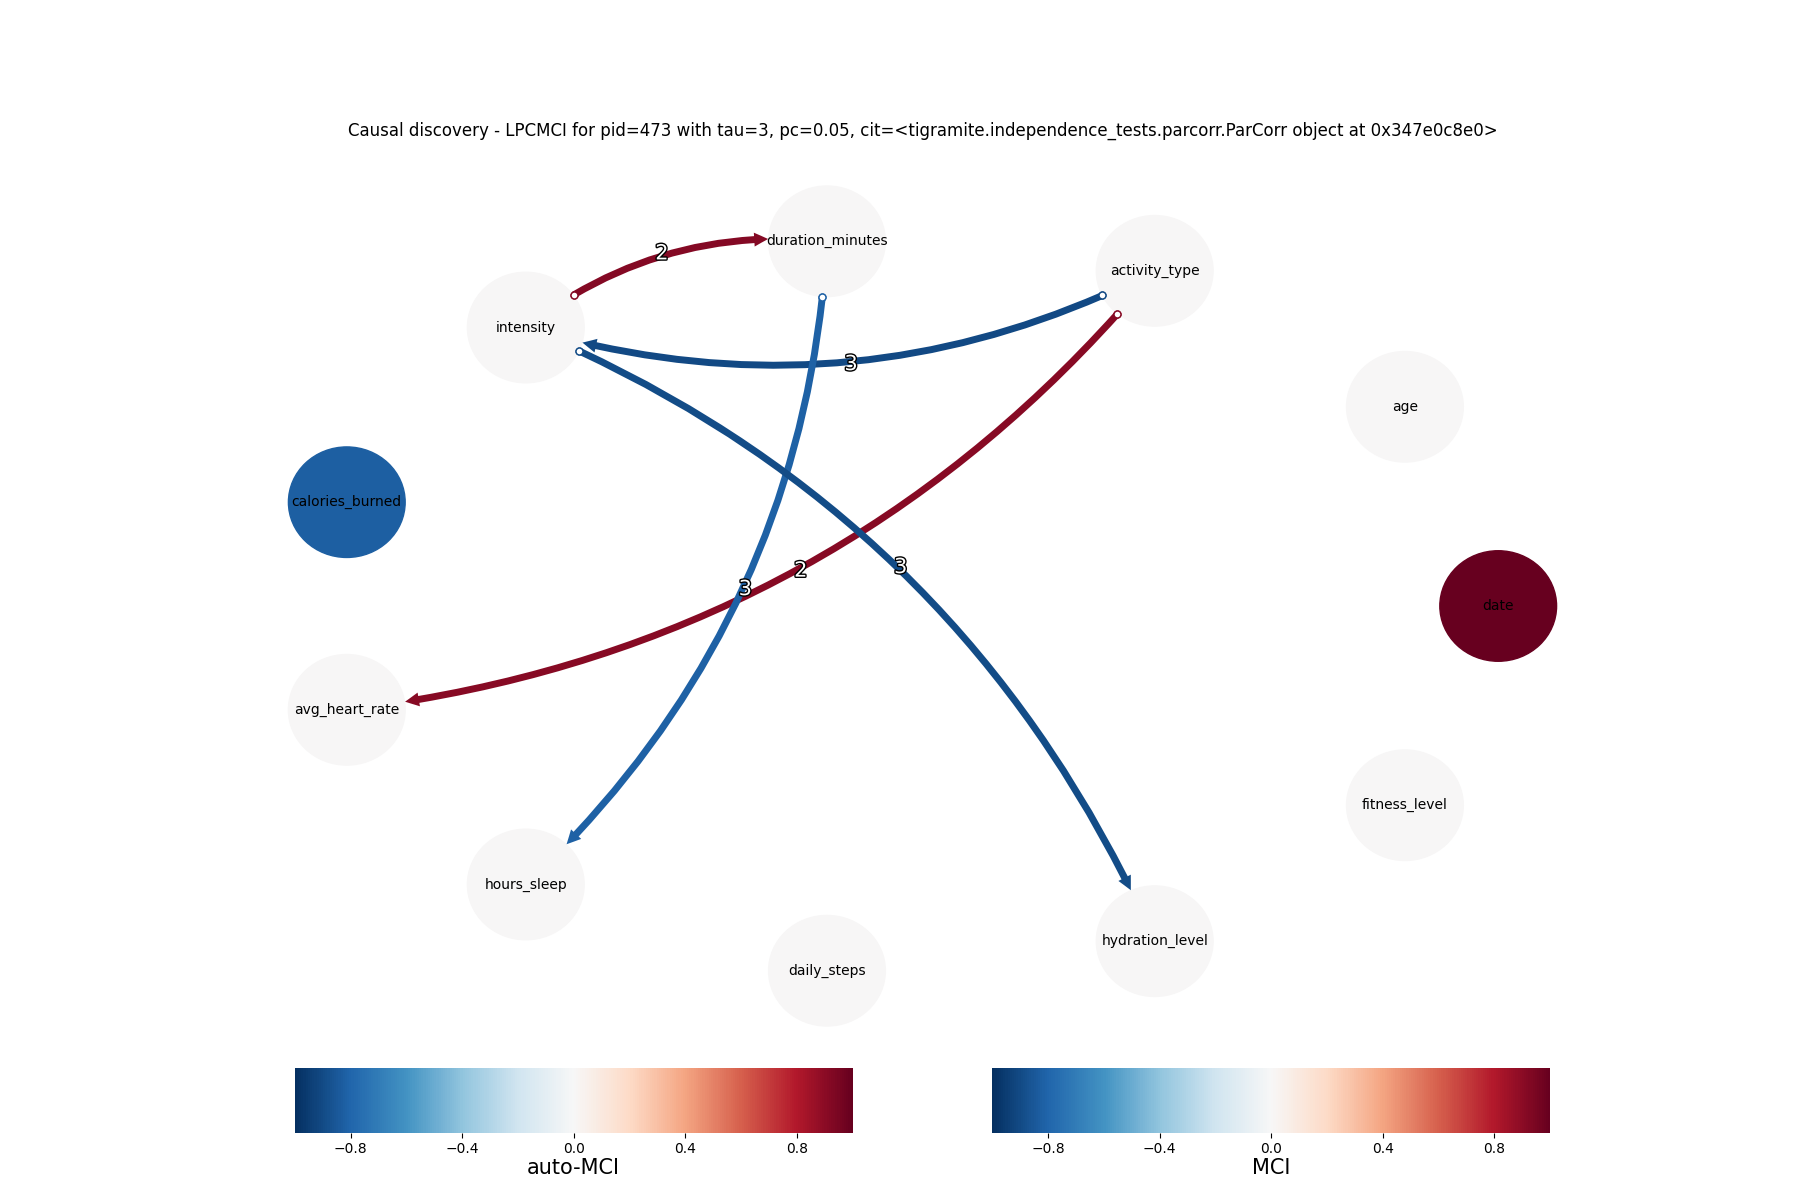 Causal discovery - LPCMCI for pid=473 with tau=3, pc=0.05, cit=<tigramite.independence_tests.parcorr.ParCorr object at 0x347e0c8e0>
duration_minutes
2
activity_type
intensity
3
age
calories_burned
3
2
3
date
avg_heart_rate
fitness_level
hours_sleep
hydration_level
daily_steps
−0.8 −0.4 0.0 0.4 0.8
auto-MCI
−0.8 −0.4 0.0 0.4 0.8
MCI